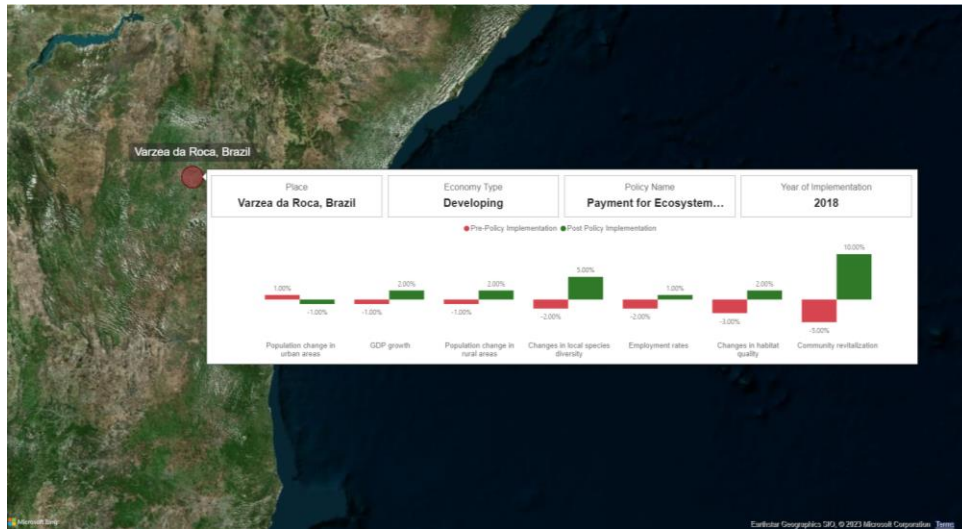 Varzea da Roca, Brazil
Place
Varzea da Roca, Brazil
Economy Type
Developing
Policy Name
Payment for Ecosystem...
Year of Implementation
2018
Pre-Policy Implementation Post Policy Implementation
1.00%
-1.00%
-1.00%
2.00%
-1.00%
2.00%
-2.00%
5.00%
-2.00%
1.00%
-3.00%
2.00%
-5.00%
10.00%
Population change in
urban areas
GDP growth
Population change in
rural areas
Changes in local species
diversity
Employment rates
Changes in habitat
quality
Community revitalization
Microsoft Bing
Earthstar Geographics SIO, © 2023 Microsoft Corporation Terms